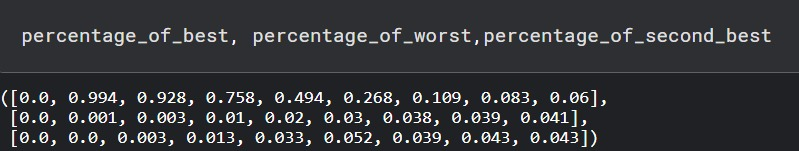 percentage_of_best, percentage_of_worst,percentage_of_second_best
([0.0, 0.994, 0.928, 0.758, 0.494, 0.268, 0.109, 0.083, 0.06],
[0.0, 0.001, 0.003, 0.01, 0.02, 0.03, 0.038, 0.039, 0.041],
[0.0, 0.0, 0.003, 0.013, 0.033, 0.052, 0.039, 0.043, 0.043])